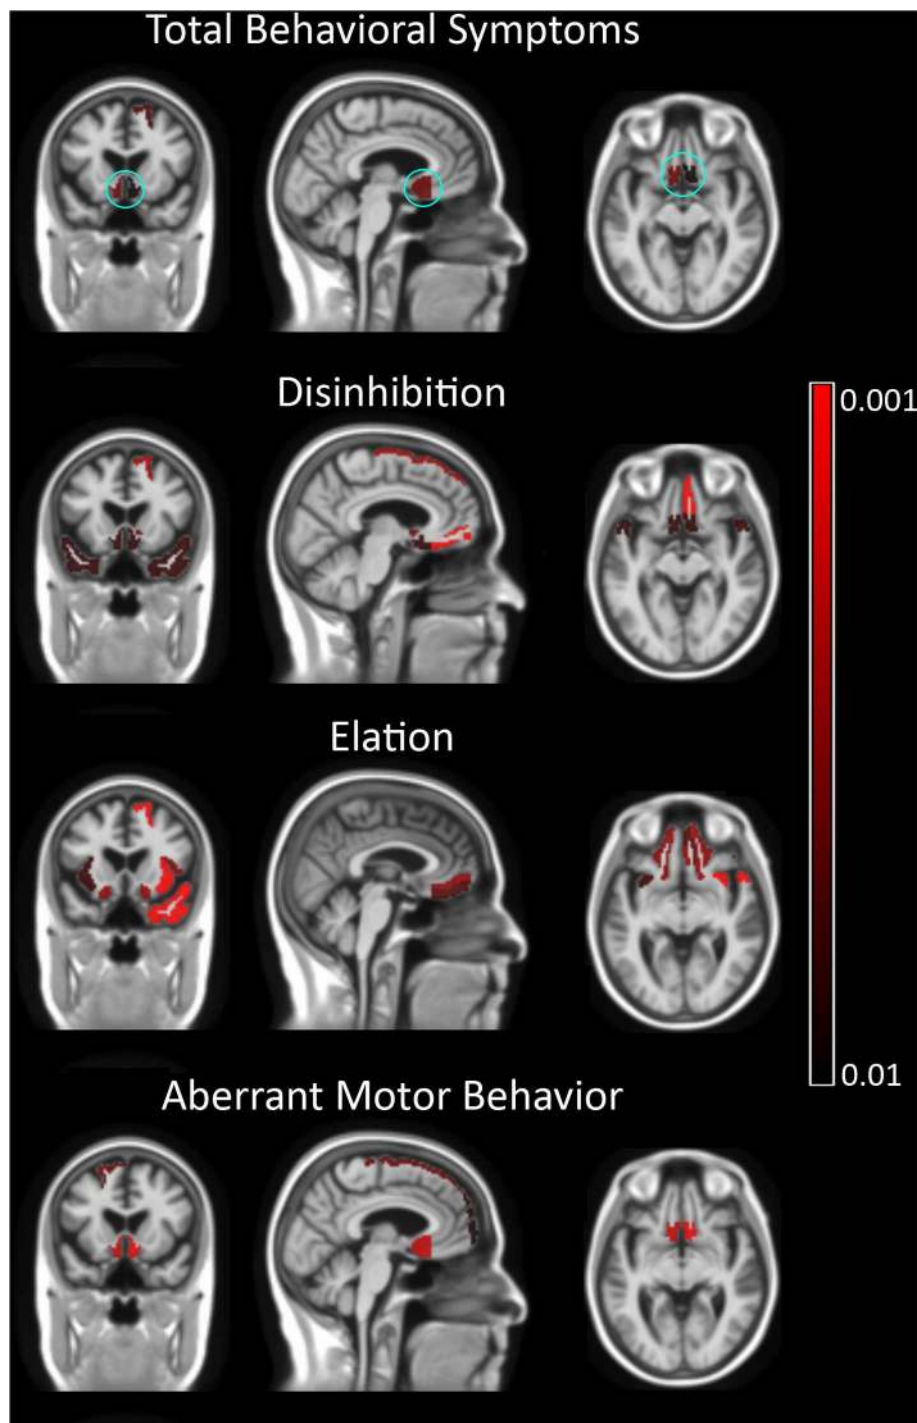 Total Behavioral Symptoms
Disinhibition
0.001
Elation
0.01
Aberrant Motor Behavior